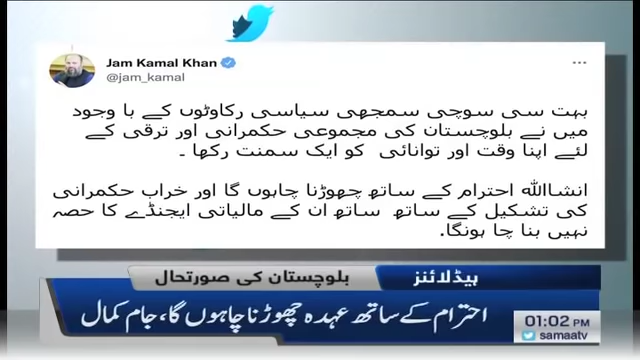 Jam Kamal Khan
@jam_kamal
بہت سی سوچی سمجھی سیاسی رکاوٹوں کے با وجود
میں نے بلوچستان کی مجموعی حکمرانی اور ترقی کے
لئے اپنا وقت اور توانائی کو ایک سمنت رکھا ۔
انشاﷲ احترام کے ساتھ چھوڑنا چاہوں گا اور خراب حکمرانی
کی تشکیل کے ساتھ ساتھ ان کے مالیاتی ایجنڈے کا حصہ
نہیں بنا چا ہونگا.
ہیڈلائنز
بلوچستان کی صورتحال
احترام کے ساتھ عہدہ چھوڑنا چاہوں گا، جام کمال
01:02 PM
samaatv